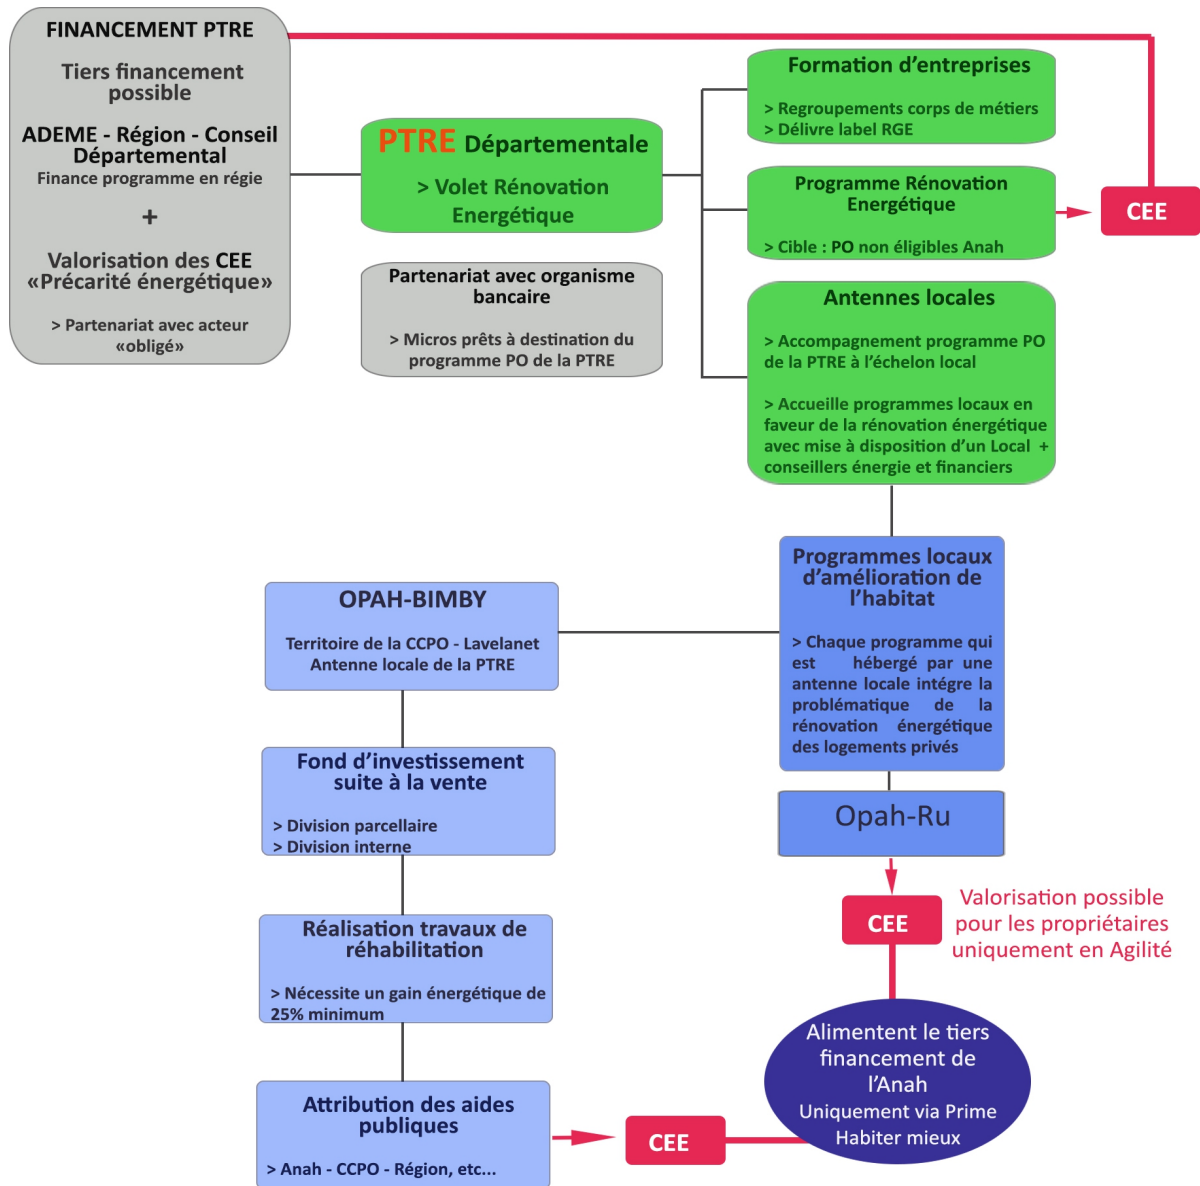 FINANCEMENT PTRE
Tiers financement
possible
ADEME - Région - Conseil
Départemental
Finance programme en régie
+
Valorisation des CEE
«Précarité énergétique»
> Partenariat avec acteur
«obligé»
PTRE Départementale
> Volet Rénovation
Energétique
Partenariat avec organisme
bancaire
> Micros prêts à destination du
programme PO de la PTRE
Formation d'entreprises
> Regroupements corps de métiers
> Délivre label RGE
Programme Rénovation
Energétique
> Cible : PO non éligibles Anah
CEE
Antennes locales
> Accompagnement programme PO
de la PTRE à l'échelon local
> Accueille programmes locaux en
faveur de la rénovation énergétique
avec mise à disposition d'un Local +
conseillers énergie et financiers
Programmes locaux
d'amélioration de
l'habitat
> Chaque programme qui
est hébergé par une
antenne locale intégre la
problématique de la
rénovation énergétique
des logements privés
Opah-Ru
CEE
Valorisation possible
pour les propriétaires
uniquement en Agilité
OPAH-BIMBY
Territoire de la CCPO - Lavelanet
Antenne locale de la PTRE
Fond d'investissement
suite à la vente
> Division parcellaire
> Division interne
Réalisation travaux de
réhabilitation
> Nécessite un gain énergétique de
25% minimum
Attribution des aides
publiques
> Anah - CCPO - Région, etc...
CEE
Alimentent le tiers
financement de
l'Anah
Uniquement via Prime
Habiter mieux